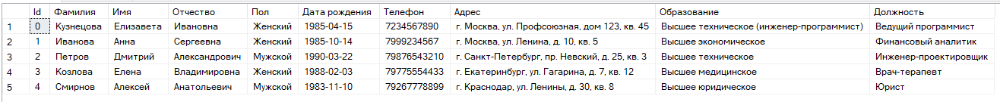 Id Фамилия Имя Отчество Пол Дата рождения Телефон Адрес Образование Должность
1 0 Кузнецова Елизавета Ивановна Женский 1985-04-15 7234567890 г. Москва, ул. Профсоюзная, дом 123, кв. 45 Высшее техническое (инженер-программист) Ведущий программист
2 1 Иванова Анна Сергеевна Женский 1985-10-14 7999234567 г. Москва, ул. Ленина, д. 10, кв. 5 Высшее экономическое Финансовый аналитик
3 2 Петров Дмитрий Александрович Мужской 1990-03-22 79876543210 г. Санкт-Петербург, пр. Невский, д. 25, кв. 3 Высшее техническое Инженер-проектировщик
4 3 Козлова Елена Владимировна Женский 1988-02-03 79775554433 г. Екатеринбург, ул. Гагарина, д. 7, кв. 12 Высшее медицинское Врач-терапевт
5 4 Смирнов Алексей Анатольевич Мужской 1983-11-10 79267778899 г. Краснодар, ул. Ленины, д. 30, кв. 8 Высшее юридическое Юрист